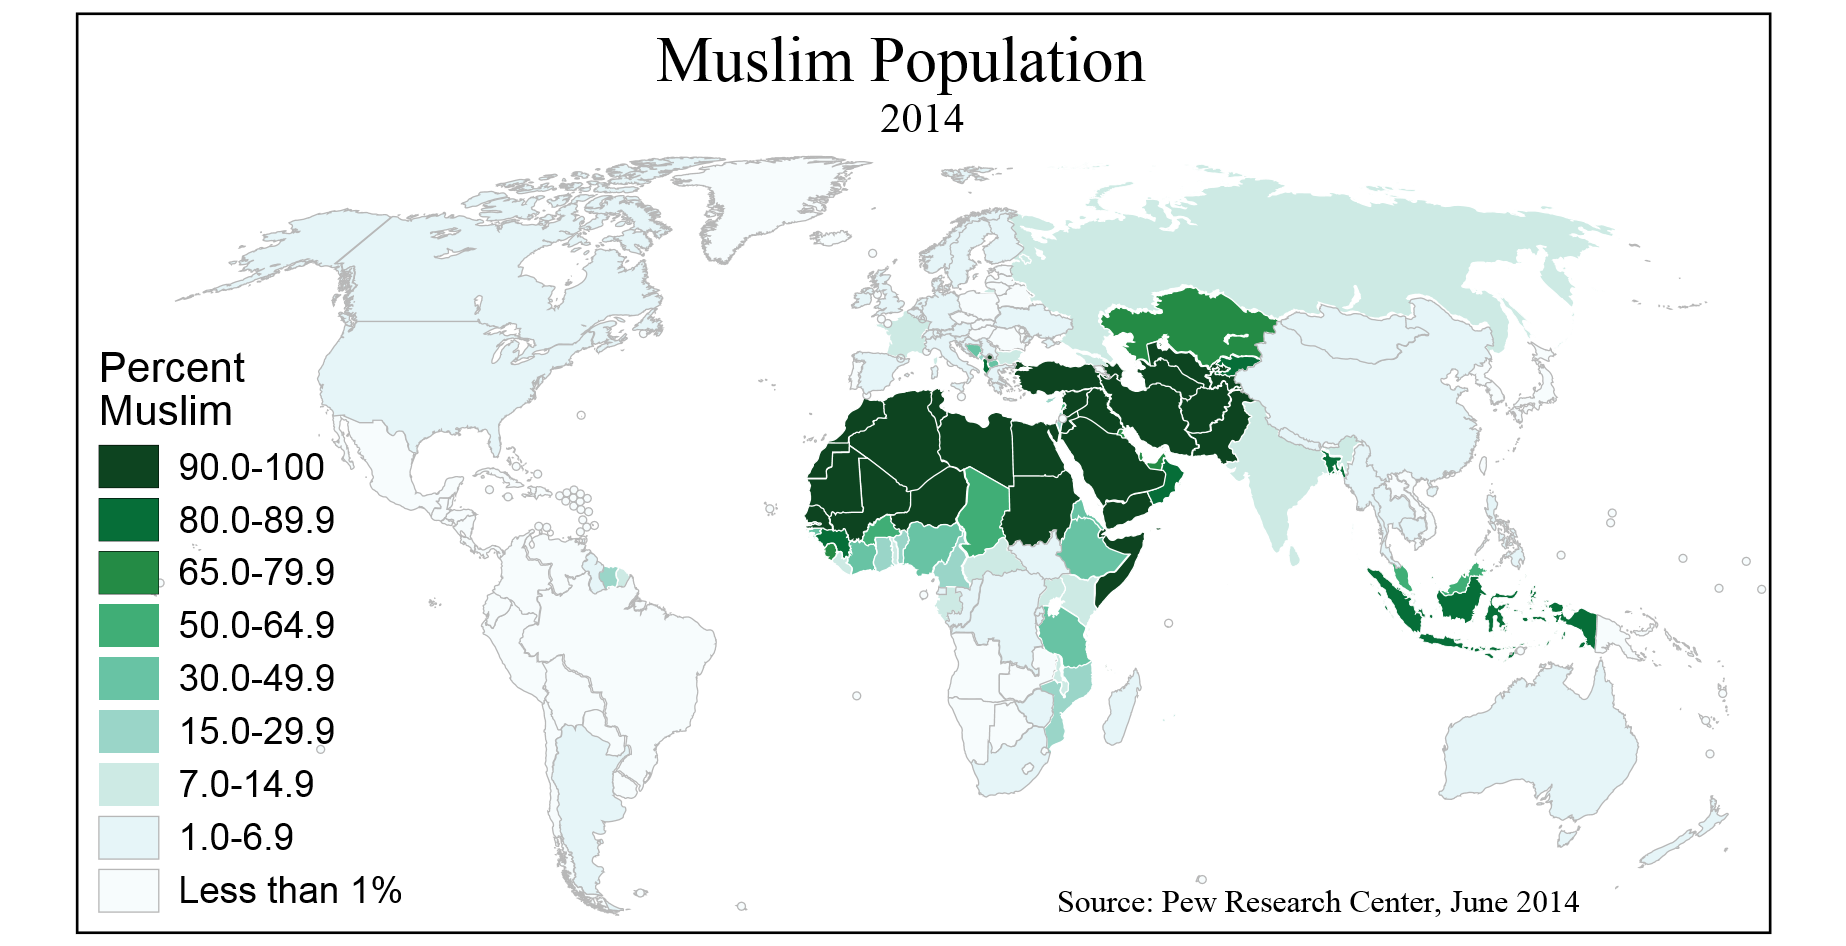 Muslim Population
2014
Percent
Muslim
90.0-100
80.0-89.9
65.0-79.9
50.0-64.9
30.0-49.9
15.0-29.9
7.0-14.9
1.0-6.9
Less than 1%
Source: Pew Research Center, June 2014